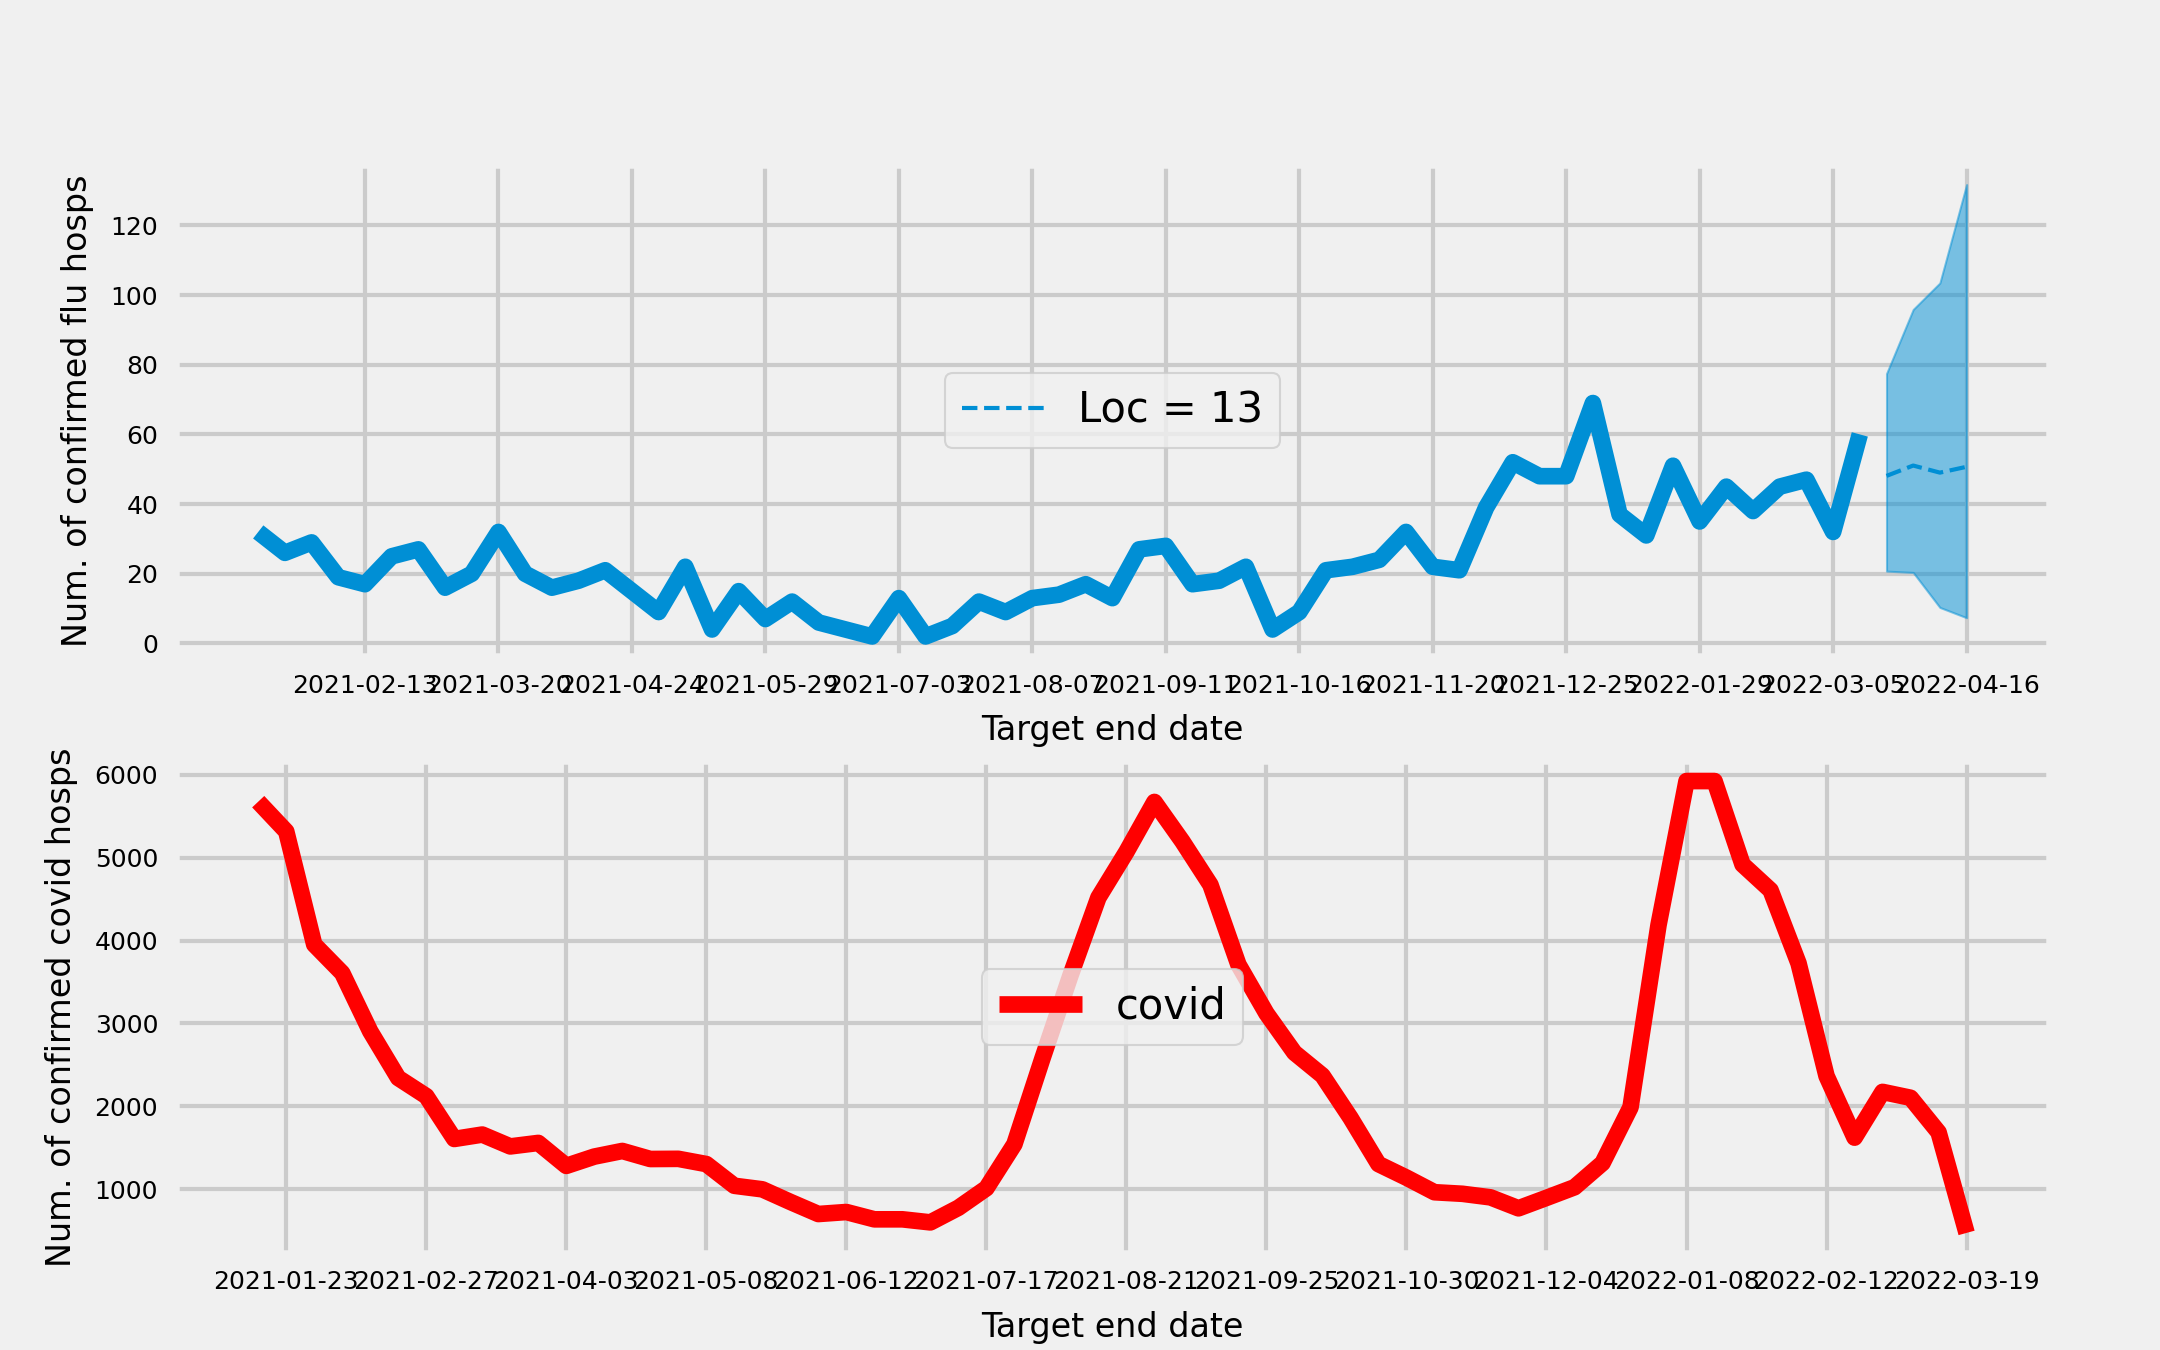 Num. of confirmed flu hosps
120
100
80
60
40
20
0
Loc = 13
2021-02-13 2021-03-20 2021-04-24 2021-05-29 2021-07-03 2021-08-07 2021-09-11 2021-10-16 2021-11-20 2021-12-25 2022-01-29 2022-03-05 2022-04-16
Target end date
Num. of confirmed covid hosps
6000
5000
4000
3000
2000
1000
covid
2021-01-23 2021-02-27 2021-04-03 2021-05-08 2021-06-12 2021-07-17 2021-08-21 2021-09-25 2021-10-30 2021-12-04 2022-01-08 2022-02-12 2022-03-19
Target end date